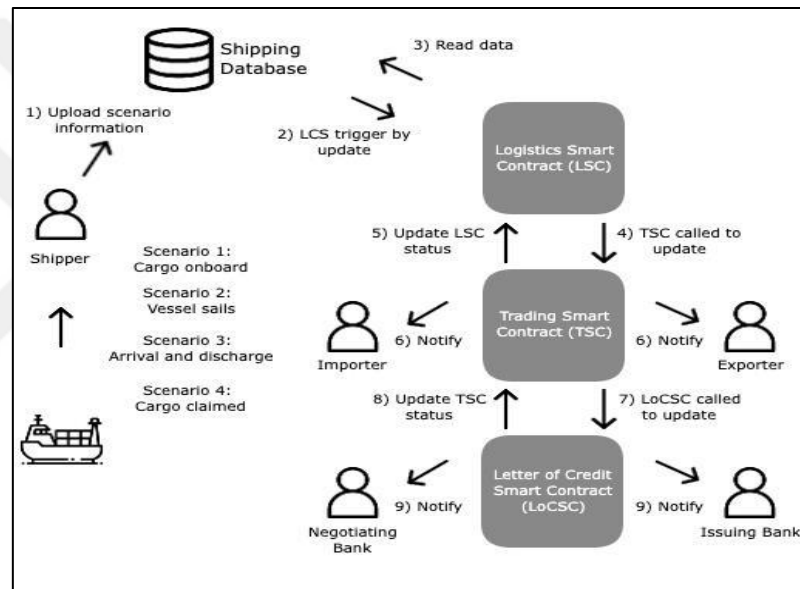 Shipping
Database
3) Read data
1) Upload scenario
information
2) LCS trigger by
update
Logistics Smart
Contract (LSC)
Shipper
Scenario 1:
Cargo onboard
Scenario 2:
Vessel sails
Scenario 3:
Arrival and discharge
Scenario 4:
Cargo claimed
5) Update LSC
status
4) TSC called to
update
Trading Smart
Contract (TSC)
Importer
6) Notify
6) Notify
Exporter
8) Update TSC
status
7) LoCSC called
to update
Letter of Credit
Smart Contract
(LoCSC)
Negotiating
Bank
9) Notify
9) Notify
Issuing Bank